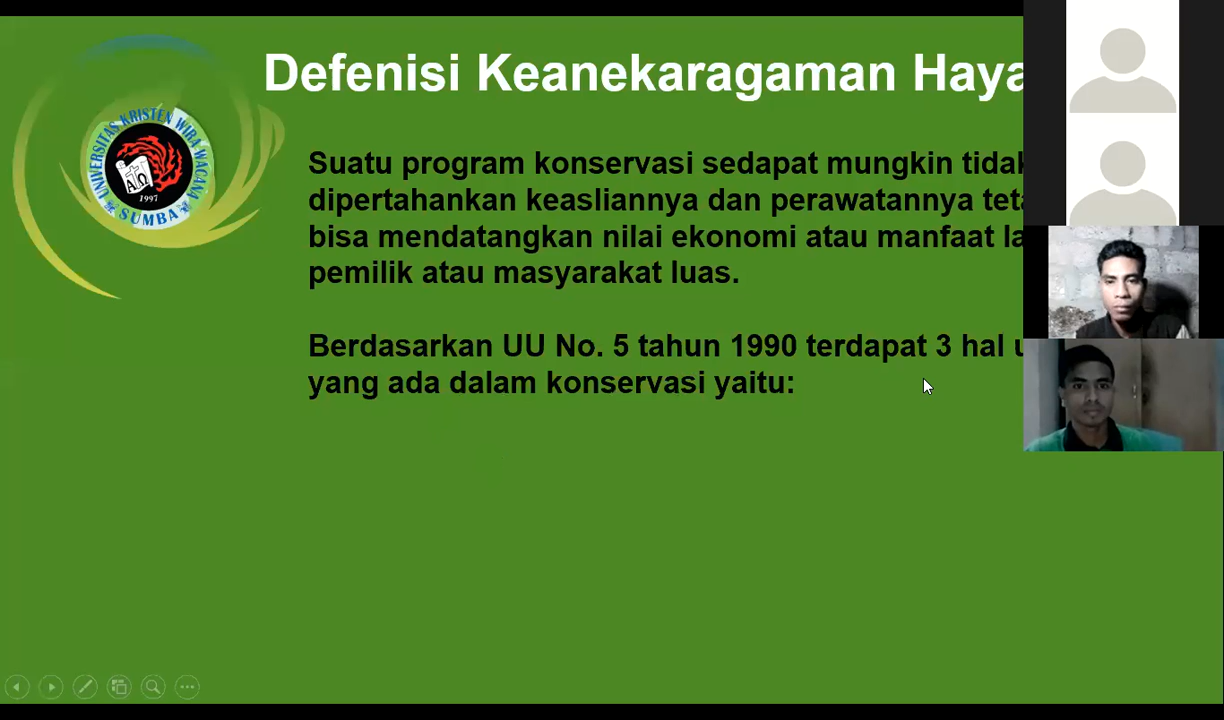 Defenisi Keanekaragaman Haya
Suatu program konservasi sedapat mungkin tidak
dipertahankan keasliannya dan perawatannya teta
bisa mendatangkan nilai ekonomi atau manfaat la
pemilik atau masyarakat luas.
Berdasarkan UU No. 5 tahun 1990 terdapat 3 hal u
yang ada dalam konservasi yaitu:
UNIVERSITAS KRISTEN WIRA WACANA
ΑΩ
1997
SUMBA